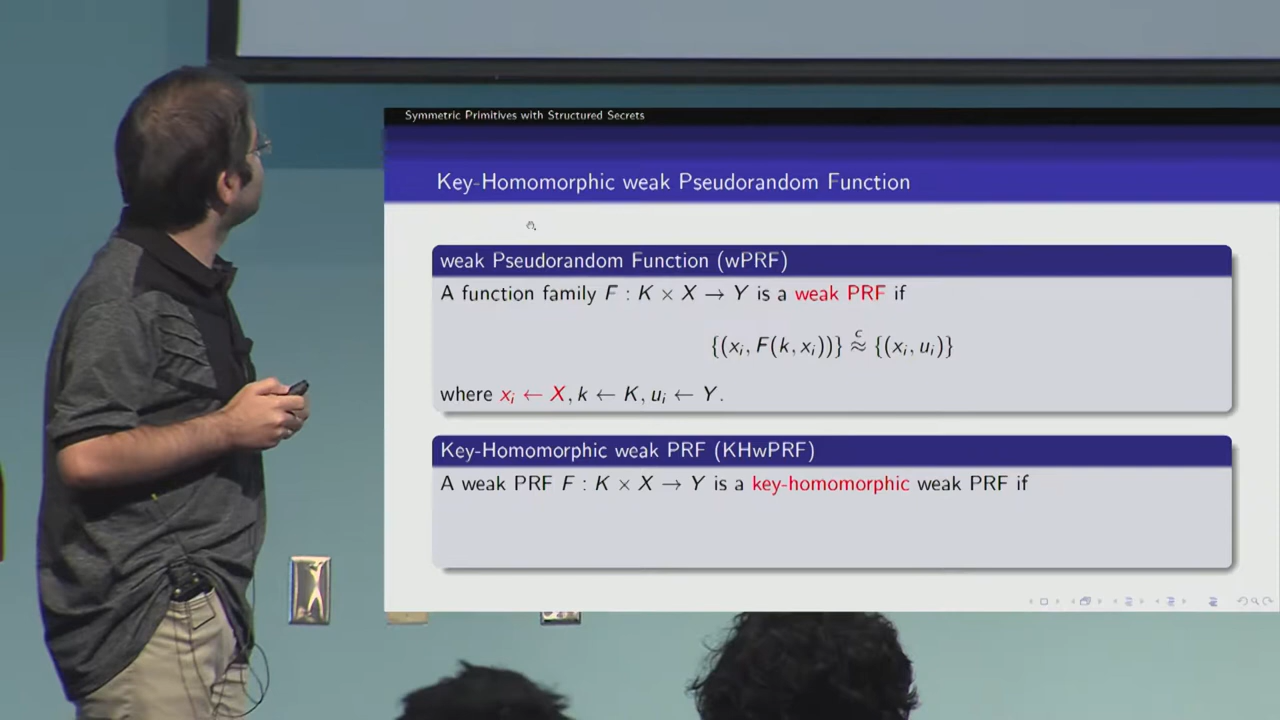 Symmetric Primitives with Structured Secrets
Key-Homomorphic weak Pseudorandom Function
weak Pseudorandom Function (wPRF)
A function family F : K × X → Y is a weak PRF if
{(xᵢ, F(k, xᵢ))} ≈ᶜ {(xᵢ, uᵢ)}
where xᵢ ← X, k ← K, uᵢ ← Y.
Key-Homomorphic weak PRF (KHwPRF)
A weak PRF F : K × X → Y is a key-homomorphic weak PRF if